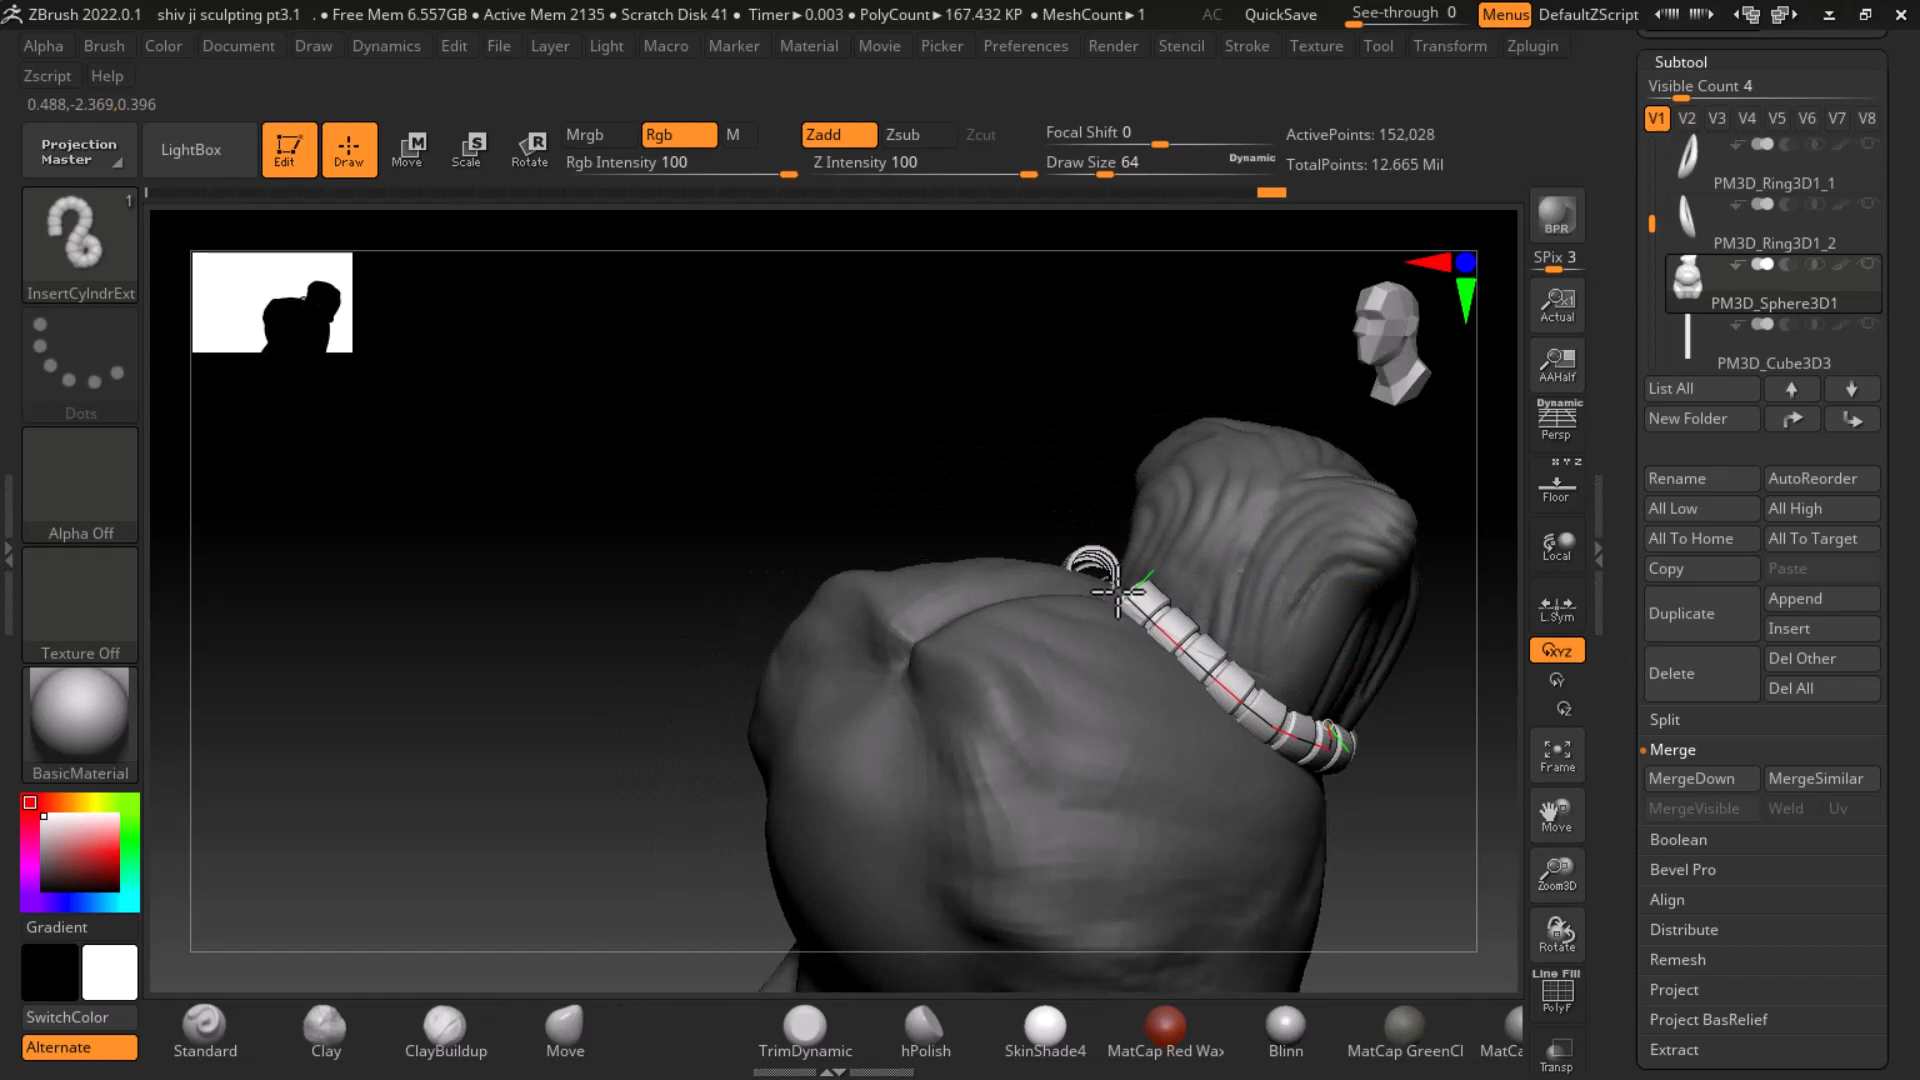 ZBrush 2022.0.1 shiv ji sculpting pt3.1 . ● Free Mem 6.557GB ● Active Mem 2135 ● Scratch Disk 41 ● Timer▸0.003 ● PolyCount▸167.432 KP ● MeshCount▸1 AC QuickSave See-through 0 Menus DefaultZScript
Alpha Brush Color Document Draw Dynamics Edit File Layer Light Macro Marker Material Movie Picker Preferences Render Stencil Stroke Texture Tool Transform Zplugin
Zscript Help
0.488,-2.369,0.396
Projection Master
LightBox
Edit
Draw
Move
Scale
Rotate
Mrgb Rgb M
Rgb Intensity 100
Zadd Zsub Zcut
Z Intensity 100
Focal Shift 0
Draw Size 64 Dynamic
ActivePoints: 152,028
TotalPoints: 12.665 Mil
1
InsertCylndrExt
Dots
Alpha Off
Texture Off
BasicMaterial
Gradient
SwitchColor
Alternate
Standard Clay ClayBuildup Move TrimDynamic hPolish SkinShade4 MatCap Red Wax Blinn MatCap GreenCl MatCa
BPR
SPix 3
Actual
AAHalf
Dynamic
Persp
X Y Z
Floor
Local
L.Sym
XYZ
Y
Z
Frame
Move
Zoom3D
Rotate
Line Fill
PolyF
Transp
Subtool
Visible Count 4
V1 V2 V3 V4 V5 V6 V7 V8
PM3D_Ring3D1_1
PM3D_Ring3D1_2
PM3D_Sphere3D1
PM3D_Cube3D3
List All
New Folder
Rename AutoReorder
All Low All High
All To Home All To Target
Copy Paste
Duplicate Append
Insert
Delete Del Other
Del All
Split
Merge
MergeDown MergeSimilar
MergeVisible Weld Uv
Boolean
Bevel Pro
Align
Distribute
Remesh
Project
Project BasRelief
Extract